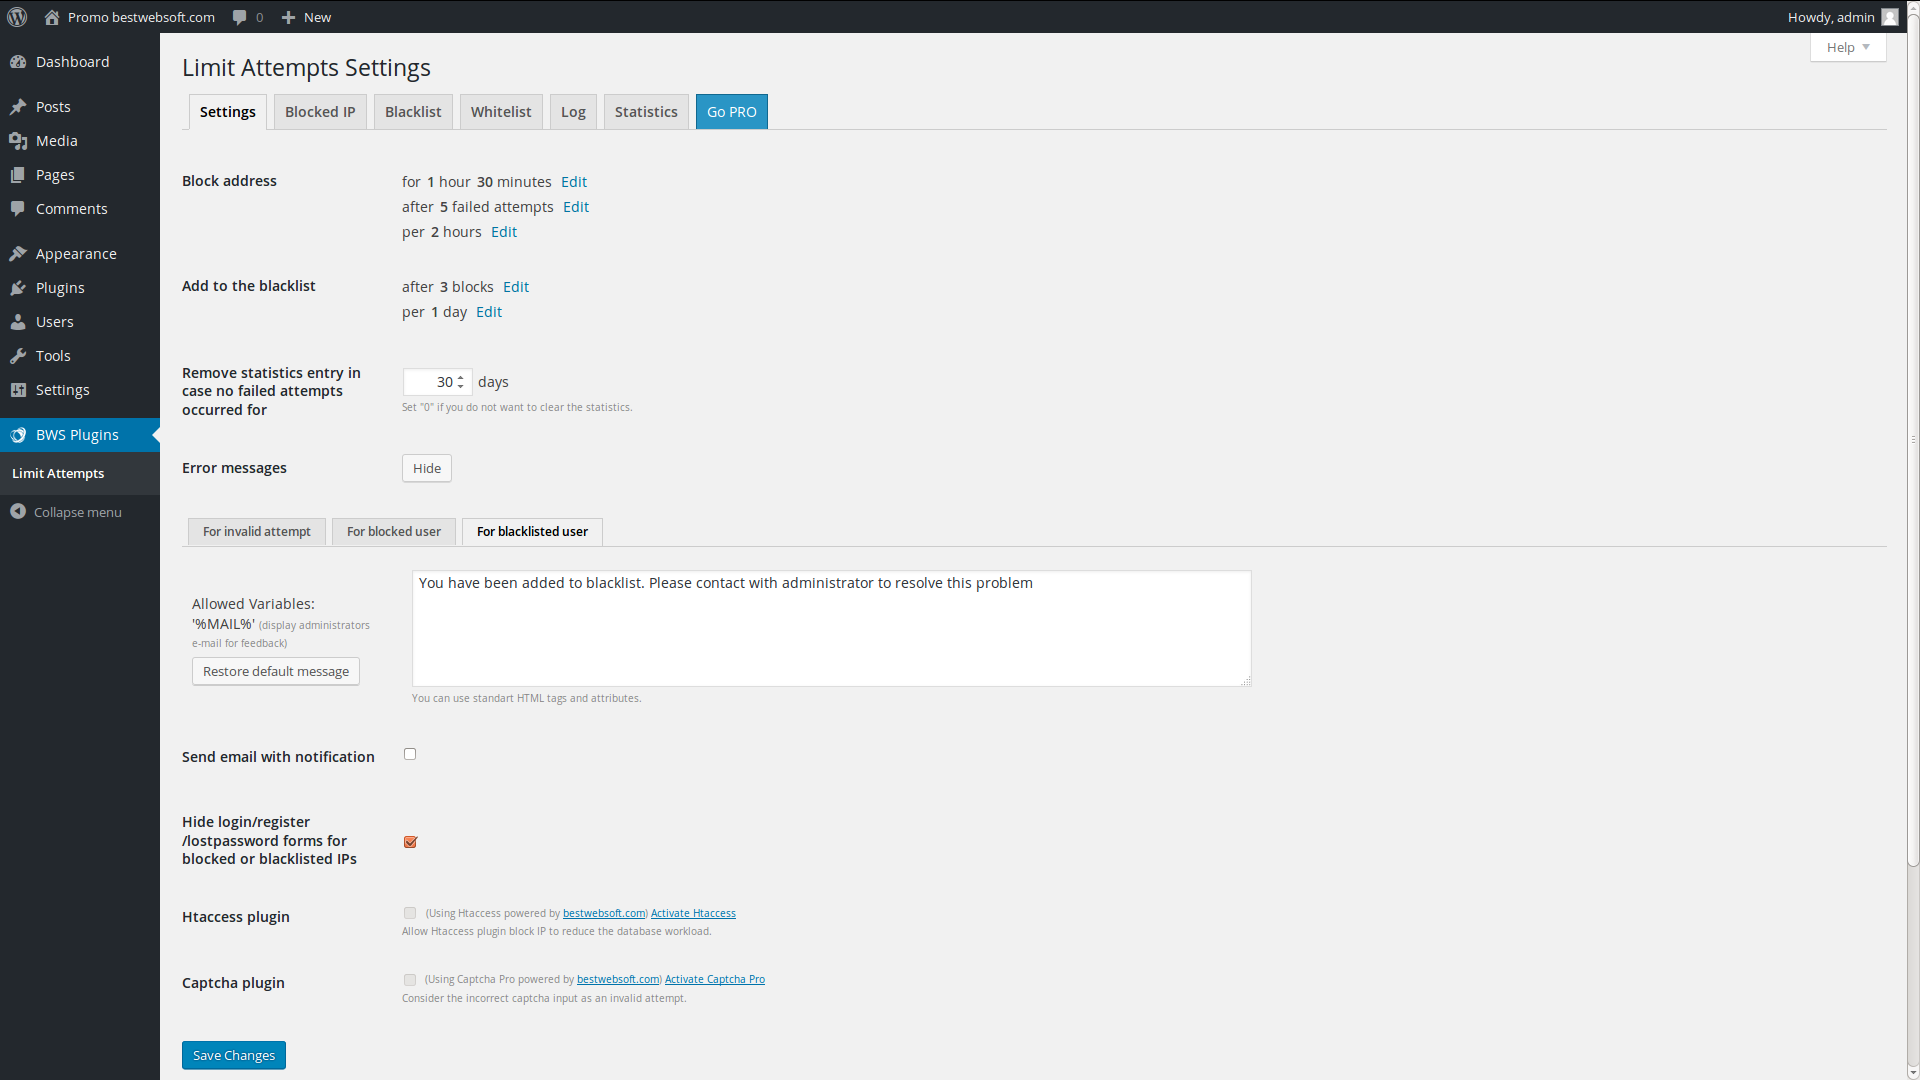 Promo bestwebsoft.com 0 New Howdy, admin
Help
Dashboard
Posts
Media
Pages
Comments
Appearance
Plugins
Users
Tools
Settings
BWS Plugins
Limit Attempts
Collapse menu
Limit Attempts Settings
Settings Blocked IP Blacklist Whitelist Log Statistics Go PRO
Block address
for 1 hour 30 minutes Edit
after 5 failed attempts Edit
per 2 hours Edit
Add to the blacklist
after 3 blocks Edit
per 1 day Edit
Remove statistics entry in
case no failed attempts
occurred for
30 days
Set "0" if you do not want to clear the statistics.
Error messages
Hide
For invalid attempt For blocked user For blacklisted user
Allowed Variables:
'%MAIL%' (display administrators
e-mail for feedback)
Restore default message
You have been added to blacklist. Please contact with administrator to resolve this problem
You can use standart HTML tags and attributes.
Send email with notification
Hide login/register
/lostpassword forms for
blocked or blacklisted IPs
Htaccess plugin
(Using Htaccess powered by bestwebsoft.com) Activate Htaccess
Allow Htaccess plugin block IP to reduce the database workload.
Captcha plugin
(Using Captcha Pro powered by bestwebsoft.com) Activate Captcha Pro
Consider the incorrect captcha input as an invalid attempt.
Save Changes